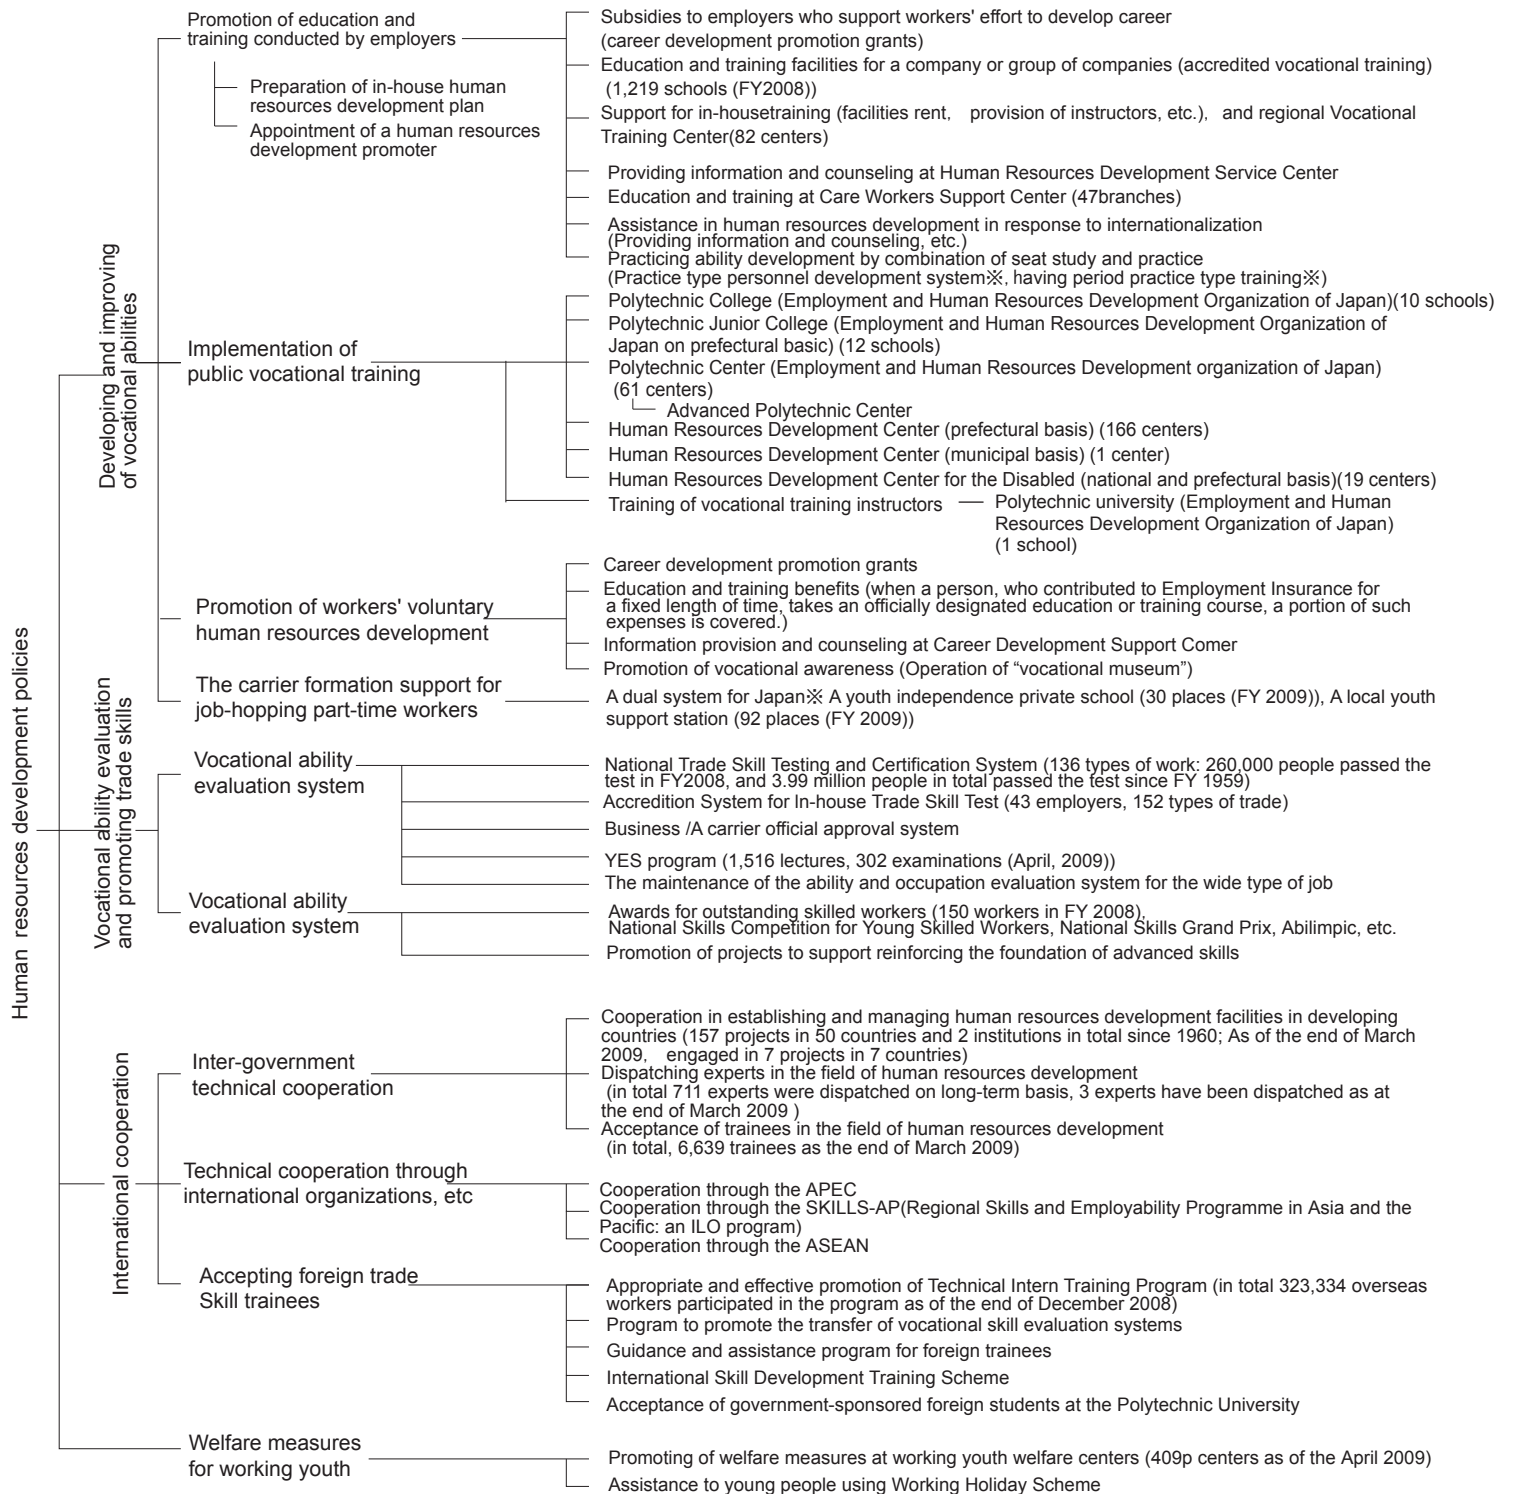 Human resources development policies
Developing and improving
of vocational abilities
Promotion of education and
training conducted by employers
Preparation of in-house human
resources development plan
Appointment of a human resources
development promoter
Subsidies to employers who support workers' effort to develop career
(career development promotion grants)
Education and training facilities for a company or group of companies (accredited vocational training)
(1,219 schools (FY2008))
Support for in-housetraining (facilities rent, provision of instructors, etc.), and regional Vocational
Training Center(82 centers)
Providing information and counseling at Human Resources Development Service Center
Education and training at Care Workers Support Center (47branches)
Assistance in human resources development in response to internationalization
(Providing information and counseling, etc.)
Practicing ability development by combination of seat study and practice
(Practice type personnel development system※, having period practice type training※)
Implementation of
public vocational training
Polytechnic College (Employment and Human Resources Development Organization of Japan)(10 schools)
Polytechnic Junior College (Employment and Human Resources Development Organization of
Japan on prefectural basic) (12 schools)
Polytechnic Center (Employment and Human Resources Development organization of Japan)
(61 centers)
Advanced Polytechnic Center
Human Resources Development Center (prefectural basis) (166 centers)
Human Resources Development Center (municipal basis) (1 center)
Human Resources Development Center for the Disabled (national and prefectural basis)(19 centers)
Training of vocational training instructors
Polytechnic university (Employment and Human
Resources Development Organization of Japan)
(1 school)
Promotion of workers' voluntary
human resources development
Career development promotion grants
Education and training benefits (when a person, who contributed to Employment Insurance for
a fixed length of time, takes an officially designated education or training course, a portion of such
expenses is covered.)
Information provision and counseling at Career Development Support Comer
Promotion of vocational awareness (Operation of “vocational museum”)
The carrier formation support for
job-hopping part-time workers
A dual system for Japan※ A youth independence private school (30 places (FY 2009)), A local youth
support station (92 places (FY 2009))
Vocational ability evaluation
and promoting trade skills
Vocational ability
evaluation system
National Trade Skill Testing and Certification System (136 types of work: 260,000 people passed the
test in FY2008, and 3.99 million people in total passed the test since FY 1959)
Accredition System for In-house Trade Skill Test (43 employers, 152 types of trade)
Business /A carrier official approval system
YES program (1,516 lectures, 302 examinations (April, 2009))
The maintenance of the ability and occupation evaluation system for the wide type of job
Vocational ability
evaluation system
Awards for outstanding skilled workers (150 workers in FY 2008),
National Skills Competition for Young Skilled Workers, National Skills Grand Prix, Abilimpic, etc.
Promotion of projects to support reinforcing the foundation of advanced skills
International cooperation
Inter-government
technical cooperation
Cooperation in establishing and managing human resources development facilities in developing
countries (157 projects in 50 countries and 2 institutions in total since 1960; As of the end of March
2009, engaged in 7 projects in 7 countries)
Dispatching experts in the field of human resources development
(in total 711 experts were dispatched on long-term basis, 3 experts have been dispatched as at
the end of March 2009 )
Acceptance of trainees in the field of human resources development
(in total, 6,639 trainees as the end of March 2009)
Technical cooperation through
international organizations, etc
Cooperation through the APEC
Cooperation through the SKILLS-AP(Regional Skills and Employability Programme in Asia and the
Pacific: an ILO program)
Cooperation through the ASEAN
Accepting foreign trade
Skill trainees
Appropriate and effective promotion of Technical Intern Training Program (in total 323,334 overseas
workers participated in the program as of the end of December 2008)
Program to promote the transfer of vocational skill evaluation systems
Guidance and assistance program for foreign trainees
International Skill Development Training Scheme
Acceptance of government-sponsored foreign students at the Polytechnic University
Welfare measures
for working youth
Promoting of welfare measures at working youth welfare centers (409p centers as of the April 2009)
Assistance to young people using Working Holiday Scheme